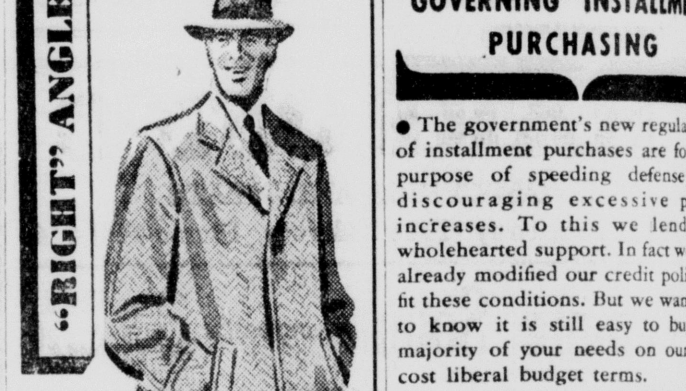 "RIGHT" ANGLE
GOVERNING INSTALLM
PURCHASING
● The government's new regula
of installment purchases are fo
purpose of speeding defense
discouraging excessive p
increases. To this we lend
wholehearted support. In fact w
already modified our credit poli
fit these conditions. But we wan
to know it is still easy to bu
majority of your needs on our
cost liberal budget terms.